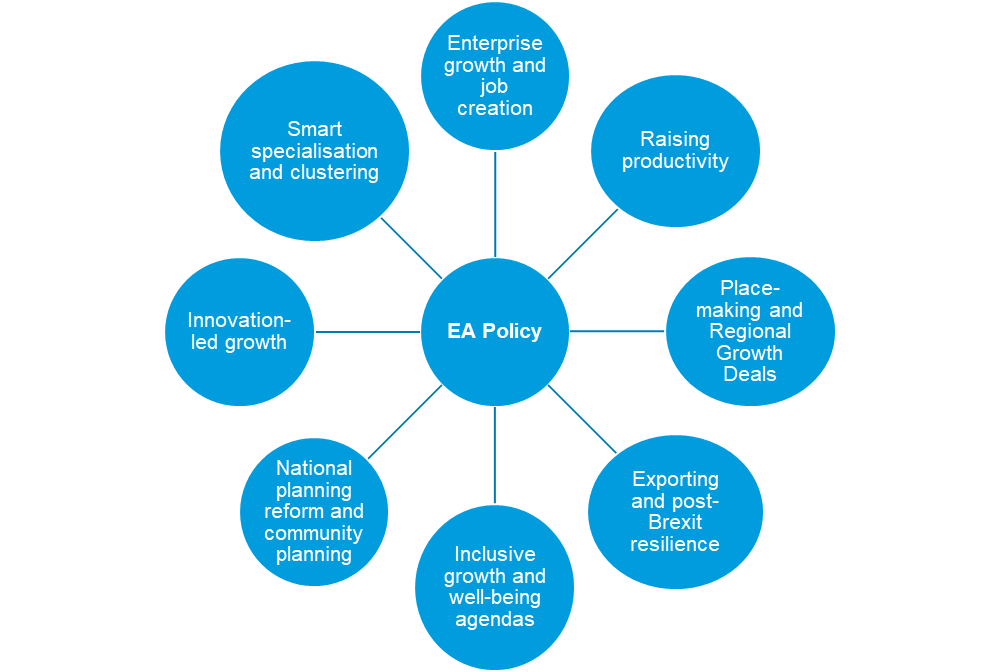 Enterprise
growth and
job
creation
Smart
specialisation
and clustering
Raising
productivity
Innovation-
led growth
EA Policy
Place-
making and
Regional
Growth
Deals
National
planning
reform and
community
planning
Exporting
and post-
Brexit
resilience
Inclusive
growth and
well-being
agendas